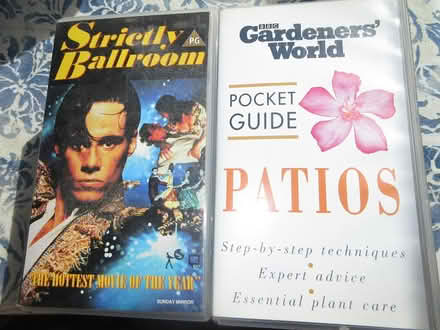 Strictly
Ballroom
PG
THE HOTTEST MOVIE OF THE YEAR
SUNDAY MIRROR
BBC
Gardeners'
World
POCKET
GUIDE
PATIOS
Step-by-step techniques
Expert advice
Essential plant care